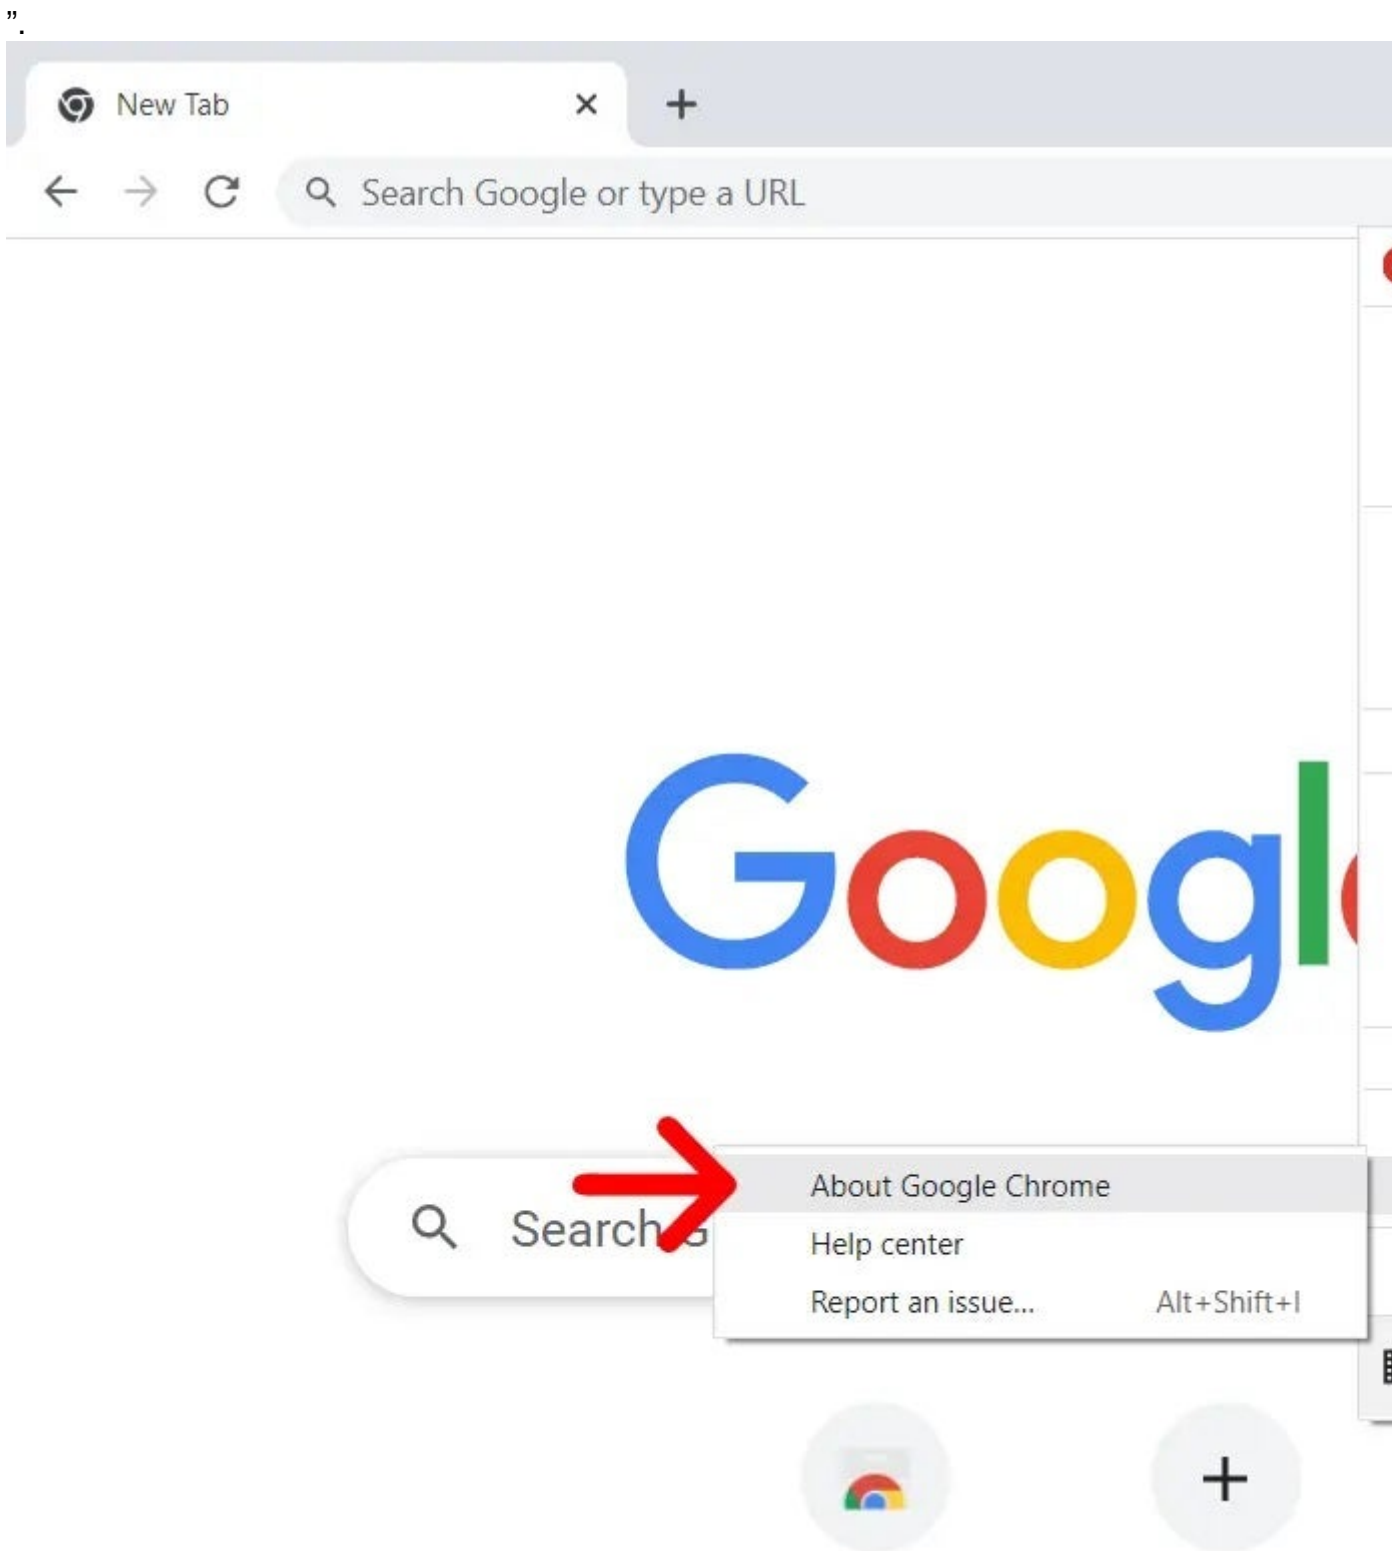 ”.
New Tab
Search Google or type a URL
Googl
Search G
About Google Chrome
Help center
Report an issue... Alt+Shift+I